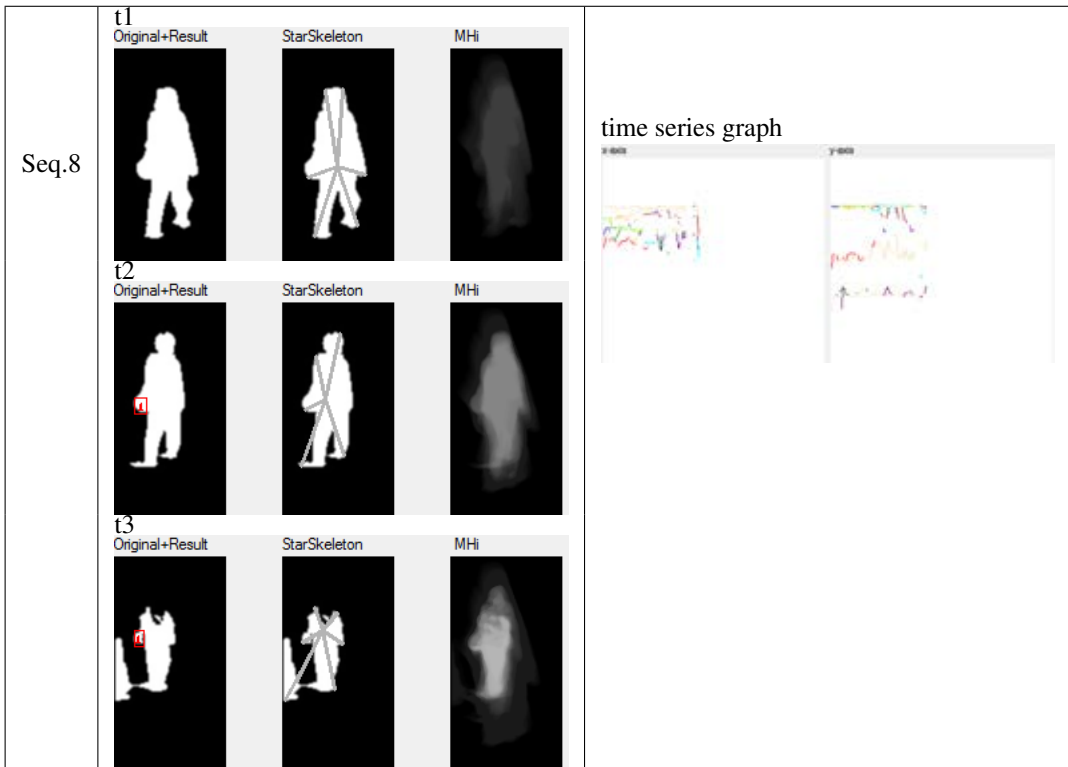 Seq.8
t1
Original+Result StarSkeleton MHi
t2
Original+Result StarSkeleton MHi
t3
Original+Result StarSkeleton MHi
time series graph
x-axis y-axis